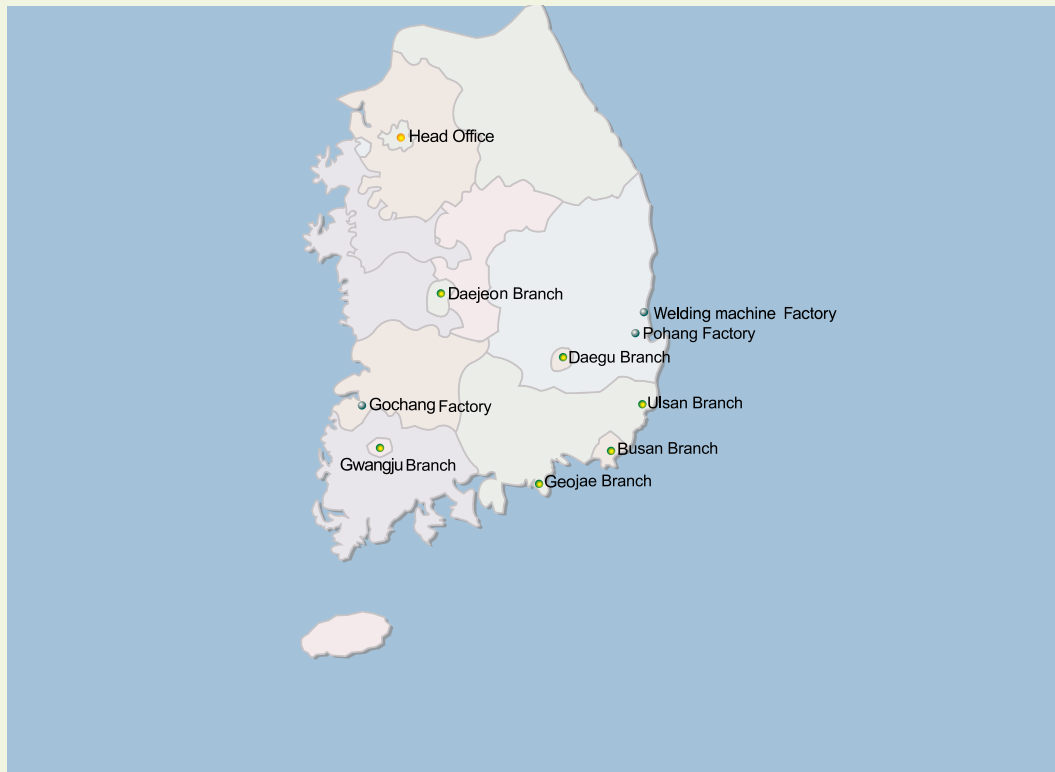 Head Office
Daejeon Branch
Welding machine Factory
Pohang Factory
Daegu Branch
Ulsan Branch
Gochang Factory
Busan Branch
Gwangju Branch
Geojae Branch